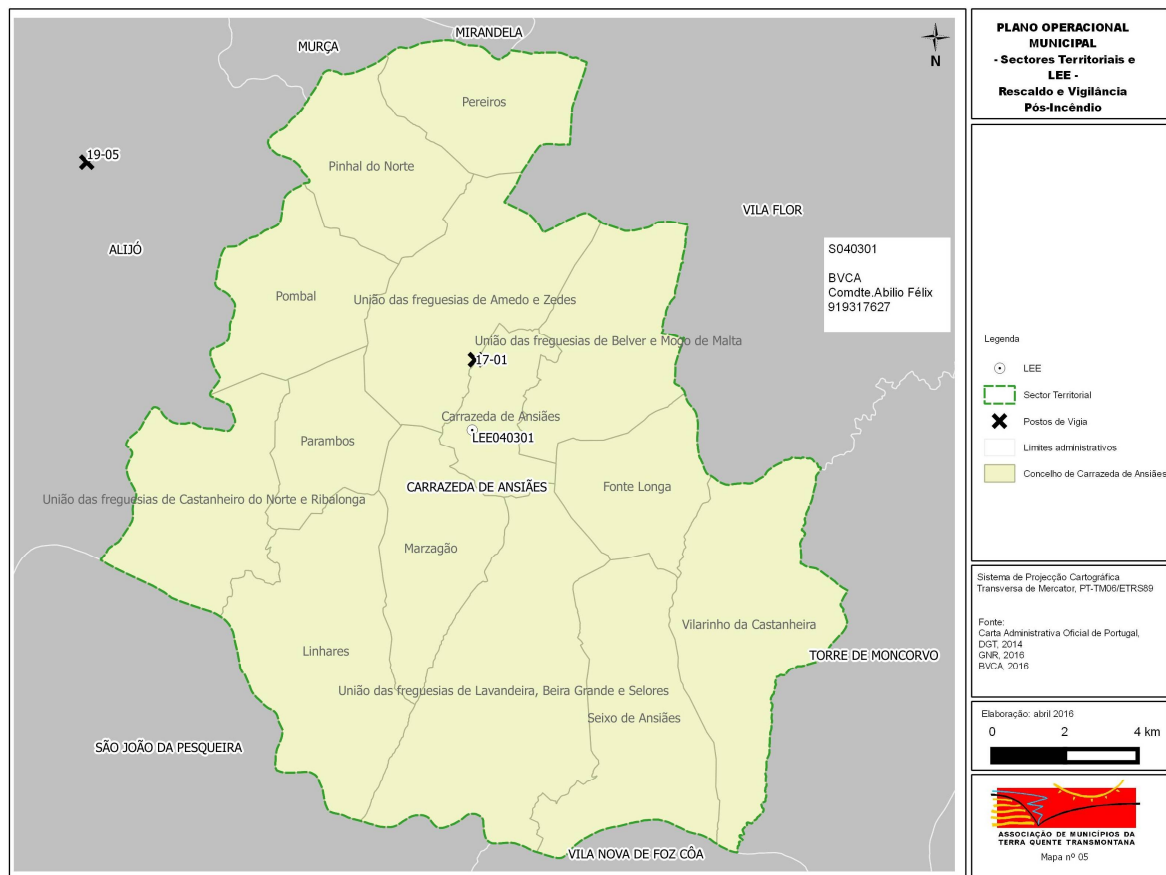 MIRANDELA
MURÇA
N
Pereiros
19-05
Pinhal do Norte
VILA FLOR
ALIJÓ
S040301
BVCA
Comdte.Abilio Félix
919317627
Pombal
União das freguesias de Amedo e Zedes
União das freguesias de Belver e Mogo de Malta
17-01
Carrazeda de Ansiães
LEE040301
Parambos
CARRAZEDA DE ANSIÃES
Fonte Longa
União das freguesias de Castanheiro do Norte e Ribalonga
Marzagão
Vilarinho da Castanheira
Linhares
TORRE DE MONCORVO
União das freguesias de Lavandeira, Beira Grande e Selores
Seixo de Ansiães
SÃO JOÃO DA PESQUEIRA
VILA NOVA DE FOZ CÔA
PLANO OPERACIONAL
MUNICIPAL
- Sectores Territoriais e
LEE -
Rescaldo e Vigilância
Pós-Incêndio
Legenda
LEE
Sector Territorial
Postos de Vigia
Limites administrativos
Concelho de Carrazeda de Ansiães
Sistema de Projecção Cartográfica
Transversa de Mercator, PT-TM06/ETRS89
Fonte:
Carta Administrativa Oficial de Portugal,
DGT, 2014
GNR, 2016
BVCA, 2016
Elaboração: abril 2016
0 2 4 km
ASSOCIAÇÃO DE MUNICÍPIOS DA
TERRA QUENTE TRANSMONTANA
Mapa nº 05